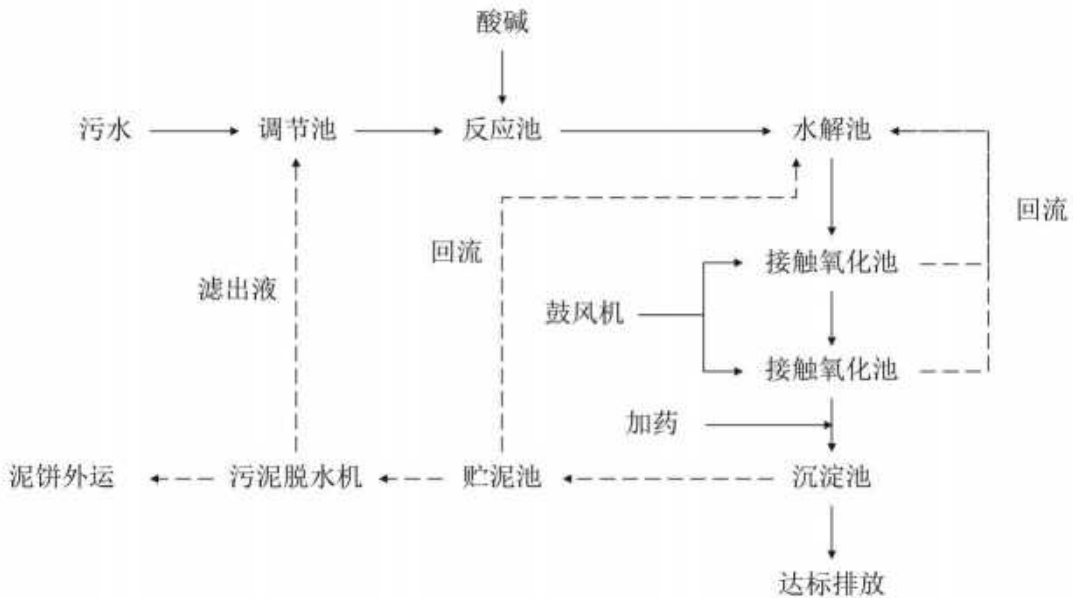 酸碱
污水
调节池
反应池
水解池
回流
回流
接触氧化池
滤出液
鼓风机
接触氧化池
加药
泥饼外运
污泥脱水机
贮泥池
沉淀池
达标排放